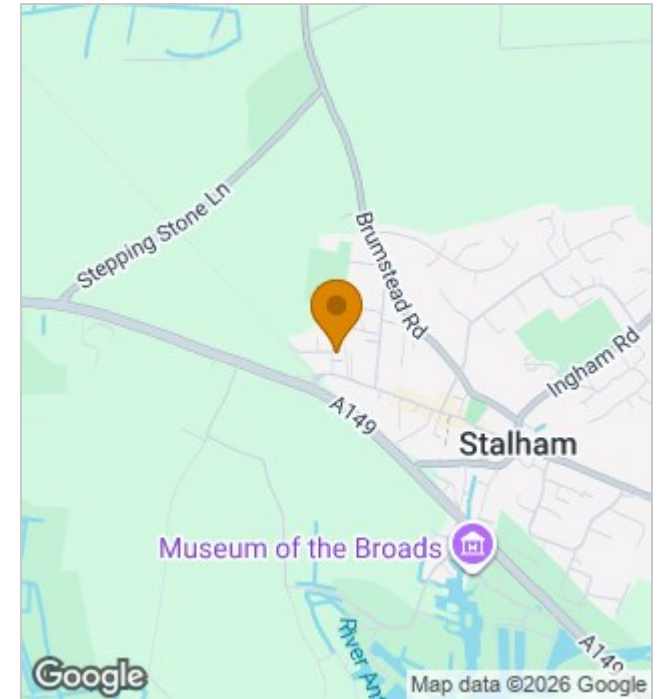 Stepping Stone Ln
Brumstead Rd
Ingham Rd
A149
Stalham
Museum of the Broads
River An
A149
Google
Map data ©2026 Google